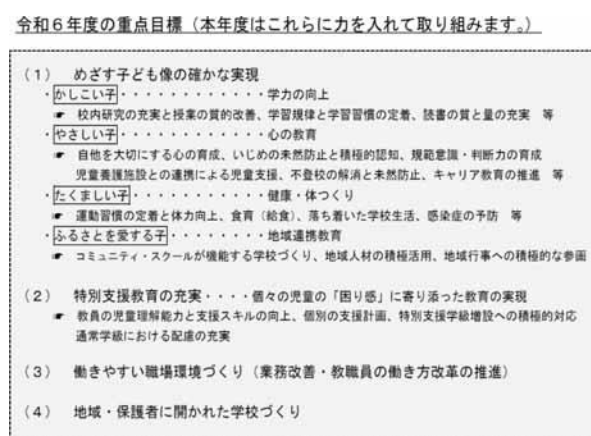 令和6年度の重点目標（本年度はこれらに力を入れて取り組みます。）
（1） めざす子ども像の確かな実現
・かしこい子・・・・・・・・・・・・学力の向上
☛ 校内研究の充実と授業の質的改善、学習規律と学習習慣の定着、読書の質と量の充実 等
・やさしい子・・・・・・・・・・・・心の教育
☛ 自他を大切にする心の育成、いじめの未然防止と積極的認知、規範意識・判断力の育成
児童養護施設との連携による児童支援、不登校の解消と未然防止、キャリア教育の推進 等
・たくましい子・・・・・・・・・・・健康・体つくり
☛ 運動習慣の定着と体力向上、食育（給食）、落ち着いた学校生活、感染症の予防 等
・ふるさとを愛する子・・・・・・・・地域連携教育
☛ コミュニティ・スクールが機能する学校づくり、地域人材の積極活用、地域行事への積極的な参画
（2） 特別支援教育の充実・・・・個々の児童の「困り感」に寄り添った教育の実現
☛ 教員の児童理解能力と支援スキルの向上、個別の支援計画、特別支援学級増設への積極的対応
通常学級における配慮の充実
（3） 働きやすい職場環境づくり（業務改善・教職員の働き方改革の推進）
（4） 地域・保護者に開かれた学校づくり